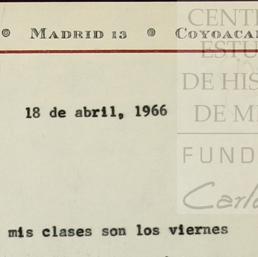 MADRID 13 COYOACA
18 de abril, 1966
mis clases son los viernes
CENT
ESTU
DE HIS
DE M
FUND
Carl